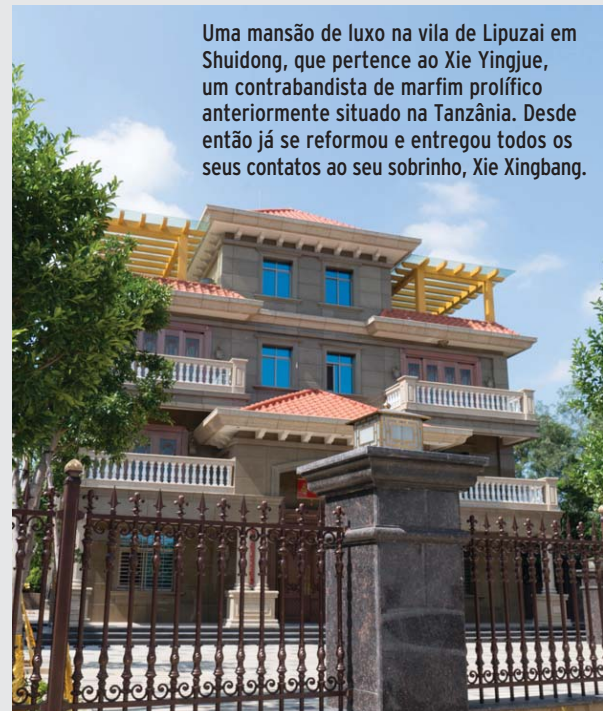 Uma mansão de luxo na vila de Lipuzai em
Shuidong, que pertence ao Xie Yingjue,
um contrabandista de marfim prolífico
anteriormente situado na Tanzânia. Desde
então já se reformou e entregou todos os
seus contatos ao seu sobrinho, Xie Xingbang.